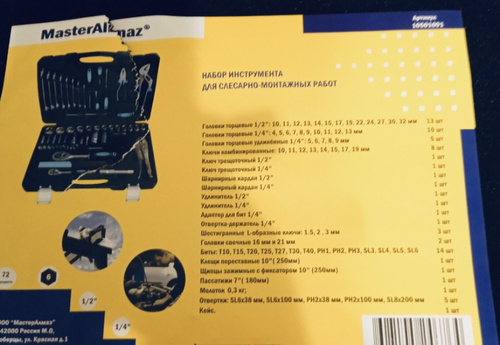 MasterAlmaz®
Артикул
10005095
НАБОР ИНСТРУМЕНТА
ДЛЯ СЛЕСАРНО-МОНТАЖНЫХ РАБОТ
Головки торцевые 1/2": 10, 11, 12, 13, 14, 15, 17, 19, 22, 24, 27, 30, 32 мм 13 шт
Головки торцевые 1/4": 4, 5, 6, 7, 8, 9, 10, 11, 12, 13 мм 10 шт
Головки торцевые удлинённые 1/4": 5, 6, 7, 8, 9 мм 5 шт
Ключи комбинированные: 10, 11, 12, 13, 14, 15, 17, 19 мм 8 шт
Ключ трещоточный 1/2" 1 шт
Ключ трещоточный 1/4" 1 шт
Шарнирные кардан 1/2" 1 шт
Шарнирный кардан 1/4" 1 шт
Удлинитель 1/2" 1 шт
Удлинитель 1/4" 1 шт
Адаптер для бит 1/4" 1 шт
Отвертка-держатель 1/4" 1 шт
Шестигранные L-образные ключи: 1.5, 2, 3 мм 3 шт
Головки свечные 16 мм и 21 мм 2 шт
Биты: T10, T15, T20, T25, T27, T30, T40, PH1, PH2, PH3, SL3, SL4, SL5, SL6 14 шт
Клещи переставные 10" (250мм) 1 шт
Щипцы зажимные с фиксатором 10" (250мм) 1 шт
Пассатижи 7" (180мм) 1 шт
Молоток 0,3 кг; 1 шт
Отвертки: SL6x38 мм, SL6x100 мм, PH2x38 мм, PH2x100 мм, SL8x200 мм 5 шт
Кейс. 1 шт
72
6
1/2"
1/4"
ООО "МастерАлмаз"
42000 Россия М.О,
юберцы, ул. Красная д.1